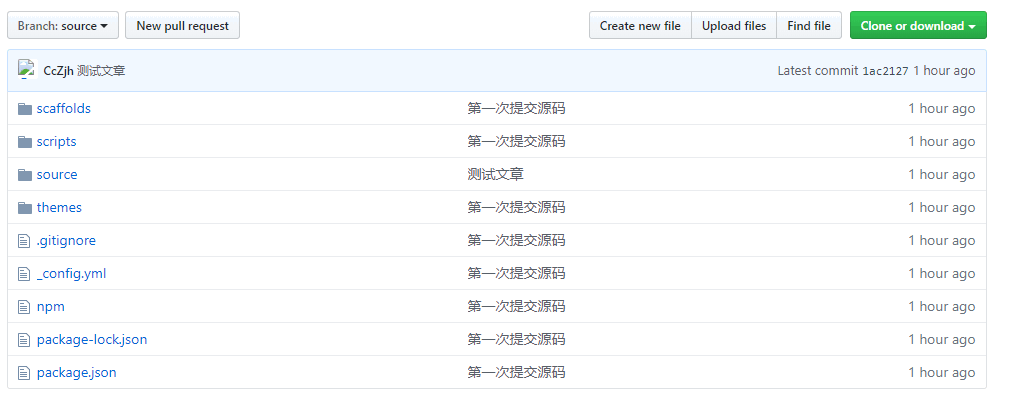 Branch: source New pull request Create new file Upload files Find file Clone or download
CcZjh 测试文章 Latest commit 1ac2127 1 hour ago
scaffolds 第一次提交源码 1 hour ago
scripts 第一次提交源码 1 hour ago
source 测试文章 1 hour ago
themes 第一次提交源码 1 hour ago
.gitignore 第一次提交源码 1 hour ago
_config.yml 第一次提交源码 1 hour ago
npm 第一次提交源码 1 hour ago
package-lock.json 第一次提交源码 1 hour ago
package.json 第一次提交源码 1 hour ago